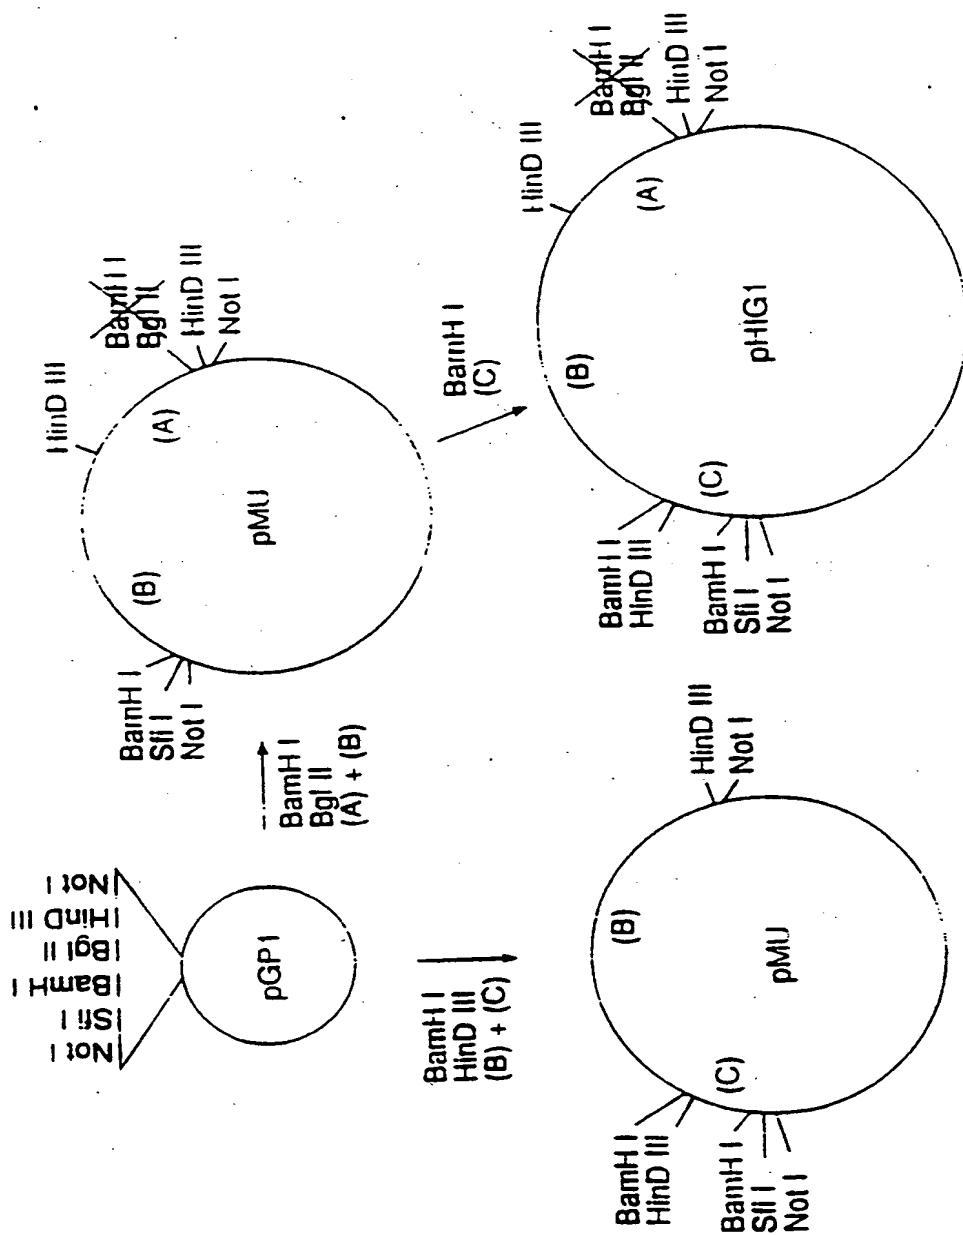 Not I
Sfi I
BamH I
Bgl II
HinD III
Not I
pGP1
BamH I
Bgl II
(A) + (B)
BamH I
Sfi I
Not I
(B)
HinD III
(A)
BamH I
Bgl II
HinD III
Not I
pMU
BamH I
HinD III
(B) + (C)
BamH I
(C)
BamH I
HinD III
(C)
BamH I
Sfi I
Not I
(B)
HinD III
Not I
pMU
BamH I
HinD III
(C)
BamH I
Sfi I
Not I
(B)
HinD III
(A)
BamH I
Bgl II
HinD III
Not I
pHIG1